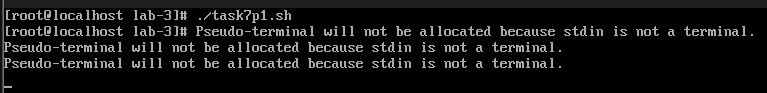 [root@localhost lab-3]# ./task7p1.sh
[root@localhost lab-3]# Pseudo-terminal will not be allocated because stdin is not a terminal.
Pseudo-terminal will not be allocated because stdin is not a terminal.
Pseudo-terminal will not be allocated because stdin is not a terminal.